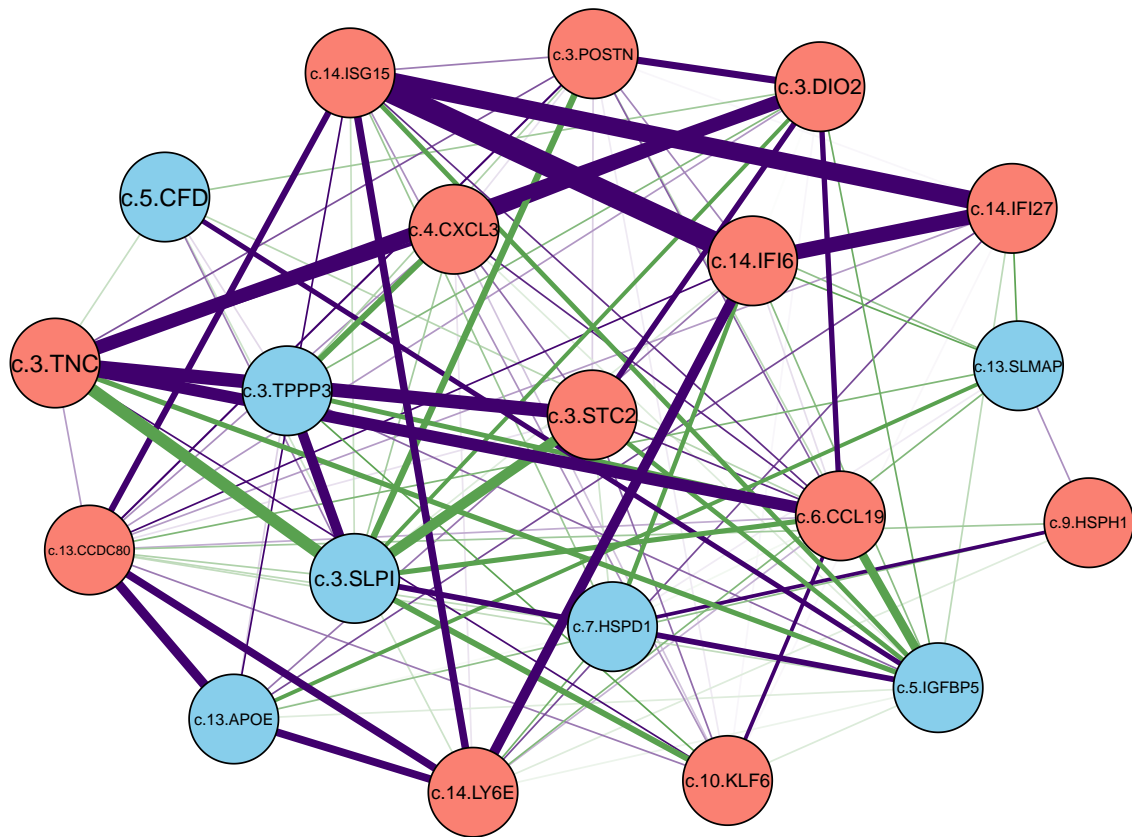 c.3.POSTN
c.14.ISG15
c.3.DIO2
c.5.CFD
c.14.IFI27
c.4.CXCL3
c.14.IFI6
c.3.TNC
c.13.SLMAP
c.3.TPPP3
c.3.STC2
c.6.CCL19
c.9.HSPH1
c.13.CCDC80
c.3.SLPI
c.7.HSPD1
c.5.IGFBP5
c.13.APOE
c.10.KLF6
c.14.LY6E